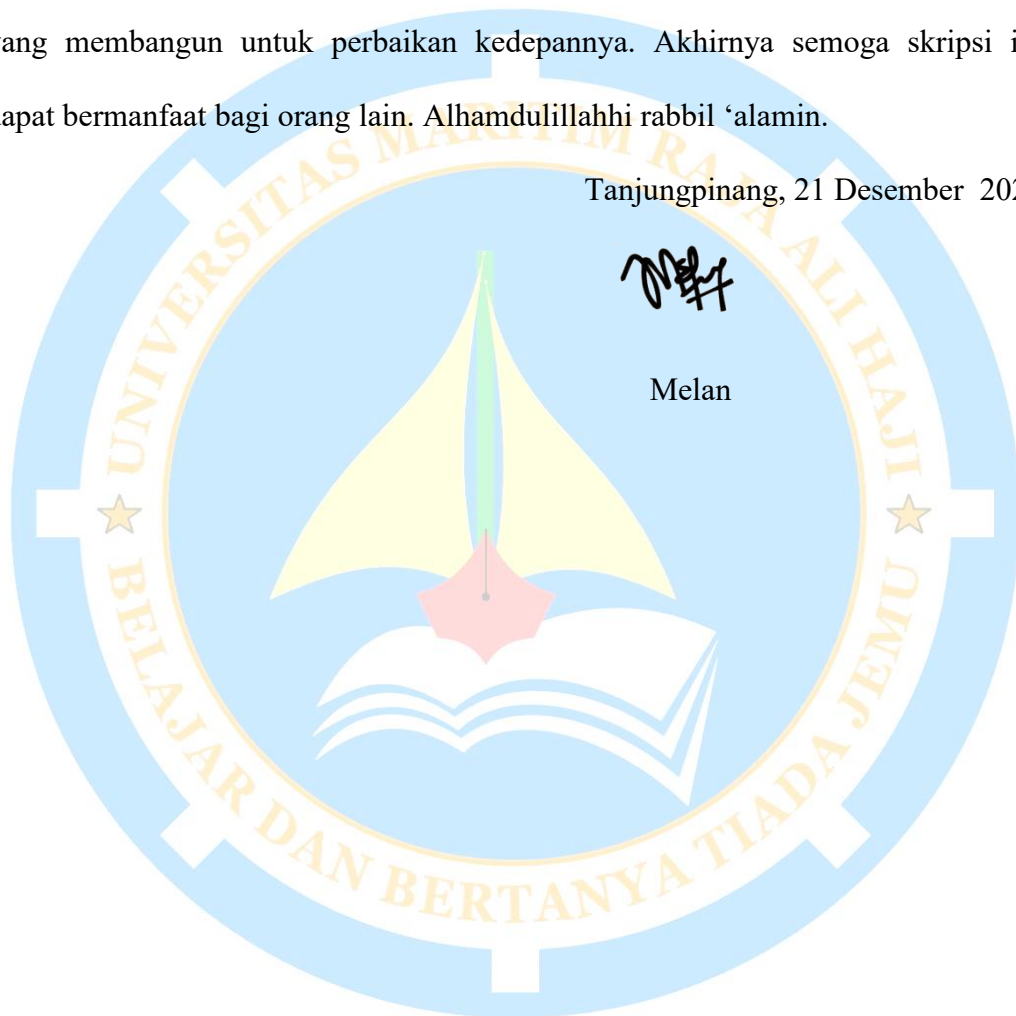 yang membangun untuk perbaikan kedepannya. Akhirnya semoga skripsi
dapat bermanfaat bagi orang lain. Alhamdulillahhi rabbil ‘alamin.
Tanjungpinang, 21 Desember
Melan
UNIVERSITAS MARITIM RAJA ALI HAJI
BELAJAR DAN BERTANYA TIADA JEMU